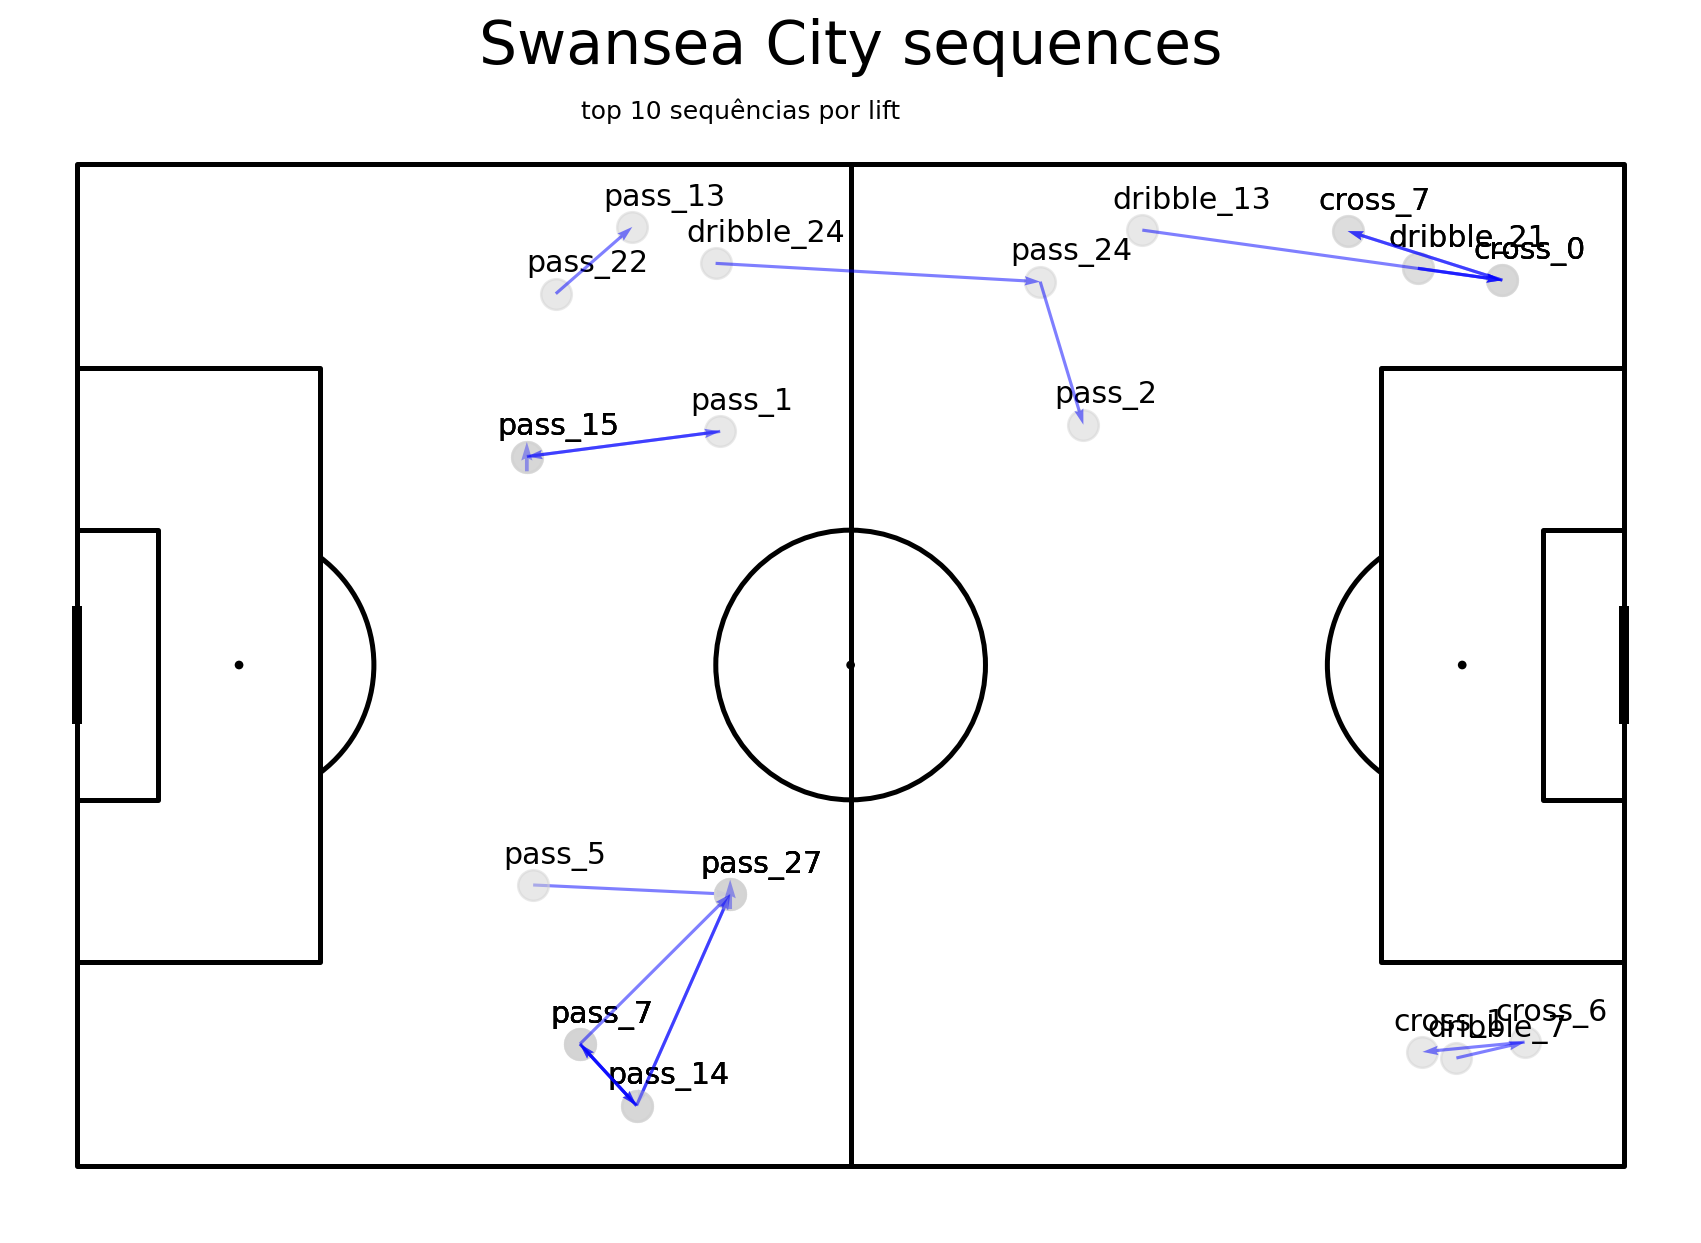 Swansea City sequences
top 10 sequências por lift
pass_13
dribble_13
cross_7
dribble_24
dribble_21
cross_0
pass_22
pass_24
pass_1
pass_2
pass_15
pass_5
pass_27
pass_7
cross_1
cross_6
dribble_7
pass_14